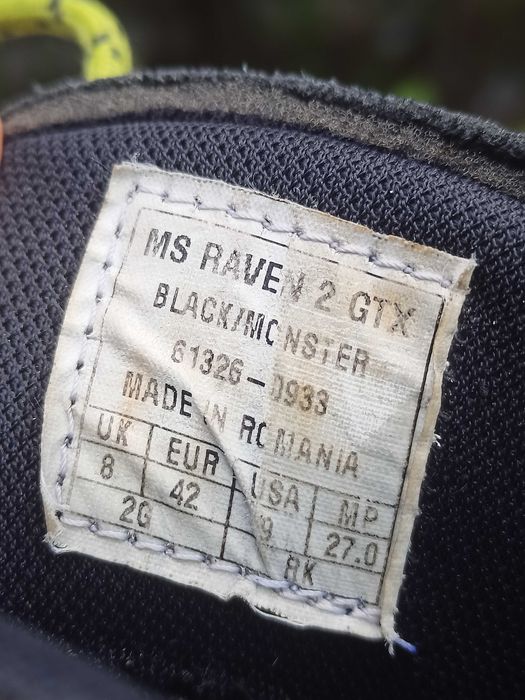 MS RAVEN 2 GTX
BLACK/MONSTER
61326-0933
MADE IN ROMANIA
UK EUR USA MP
8 42 9 27.0
2G RK